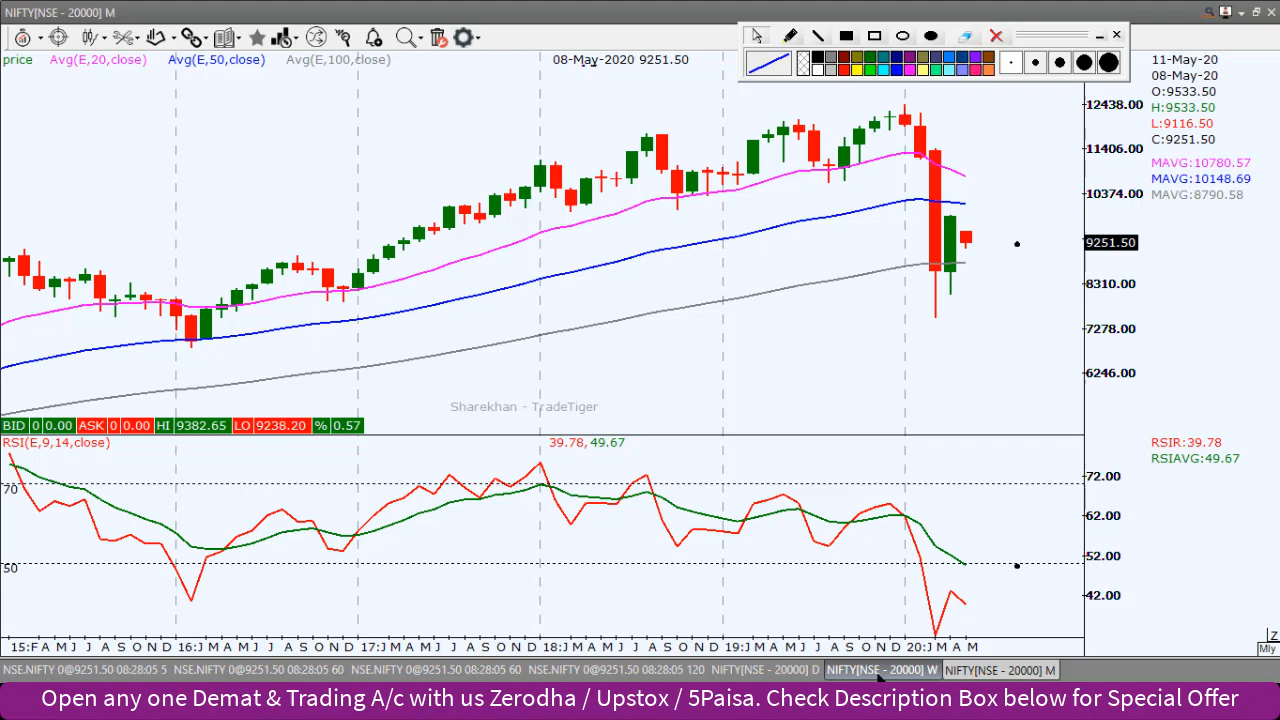 NIFTY[NSE - 20000] M
price Avg(E,20,close) Avg(E,50,close) Avg(E,100,close) 08-May-2020 9251.50
11-May-20
08-May-20
O:9533.50
H:9533.50
L:9116.50
C:9251.50
MAVG:10780.57
MAVG:10148.69
MAVG:8790.58
12438.00
11406.00
10374.00
9251.50
8310.00
7278.00
6246.00
Sharekhan - TradeTiger
BID 0 0.00 ASK 0 0.00 HI 9382.65 LO 9238.20 % 0.57
RSI(E,9,14,close) 39.78, 49.67
RSIR:39.78
RSIAVG:49.67
70
50
72.00
62.00
52.00
42.00
15:F A M J J A S O N D 16:J F M A M J J A S O N D 17:J F M A M J J A S O N D 18:J F M A M J J A S O N D 19:J F M A M J J A S O N D 20:J F M A M
Z
Mly
NSE.NIFTY 0@9251.50 08:28:05 5 NSE.NIFTY 0@9251.50 08:28:05 60 NSE.NIFTY 0@9251.50 08:28:05 60 NSE.NIFTY 0@9251.50 08:28:05 120 NIFTY[NSE - 20000] D NIFTY[NSE - 20000] W NIFTY[NSE - 20000] M
Open any one Demat & Trading A/c with us Zerodha / Upstox / 5Paisa. Check Description Box below for Special Offer